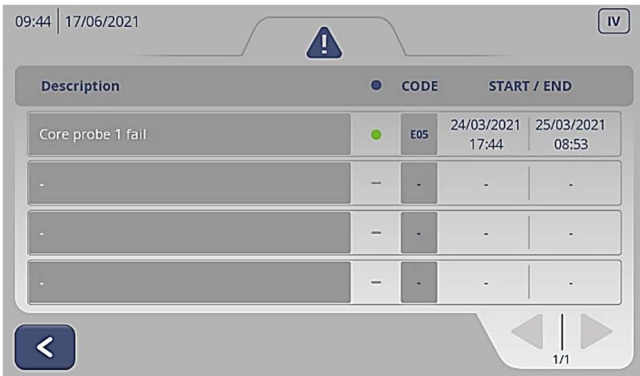 09:44 17/06/2021 IV
Description CODE START / END
Core probe 1 fail E05 24/03/2021 17:44 25/03/2021 08:53
- - - - -
- - - - -
- - - - -
1/1